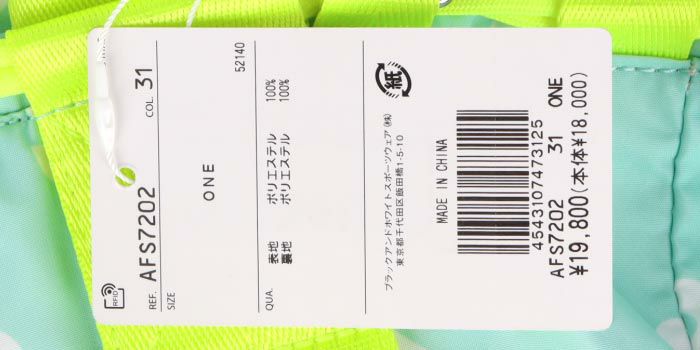 RFID
REF. AFS7202 COL. 31
SIZE
ONE
52140
QUA. 表地 ポリエステル 100%
裏地 ポリエステル 100%
紙
ブラックアンドホワイトスポーツウェア(株)
東京都千代田区飯田橋1-5-10
MADE IN CHINA
4543107473125
AFS7202 31 ONE
¥19,800(本体¥18,000)